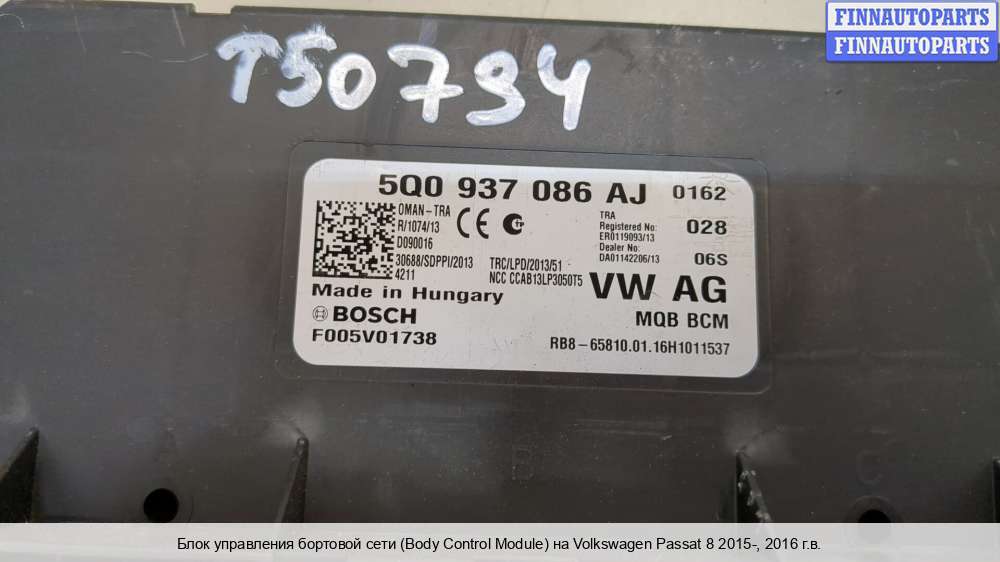 FINNAUTOPARTS
FINNAUTOPARTS
T50794
5Q0 937 086 AJ 0162
OMAN-TRA
R/1074/13
D090016
30688/SDPPI/2013
4211
CE
TRC/LPD/2013/51
NCC CCAB13LP3050T5
TRA
Registered No:
ER0119093/13
Dealer No:
DA01142206/13
028
06S
Made in Hungary
VW AG
BOSCH
MQB BCM
F005V01738
RB8-65810.01.16H1011537
Блок управления бортовой сети (Body Control Module) на Volkswagen Passat 8 2015-, 2016 г.в.